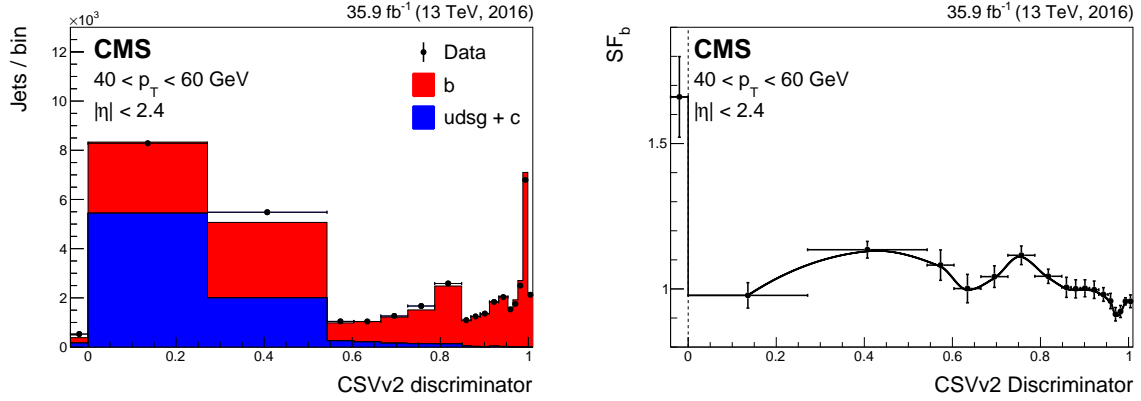 35.9 fb⁻¹ (13 TeV, 2016)
×10³
Jets / bin
CMS
40 < p_T < 60 GeV
|η| < 2.4
Data
b
udsg + c
12
10
8
6
4
2
0
0 0.2 0.4 0.6 0.8 1
CSVv2 discriminator
35.9 fb⁻¹ (13 TeV, 2016)
SF_b
CMS
40 < p_T < 60 GeV
|η| < 2.4
1.5
1
0 0.2 0.4 0.6 0.8 1
CSVv2 Discriminator